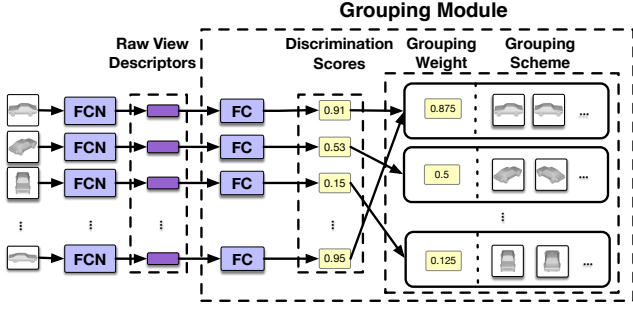 Grouping Module
Raw View
Descriptors
Discrimination
Scores
Grouping
Weight
Grouping
Scheme
FCN
FC
0.91
0.875
...
FCN
FC
0.53
FCN
FC
0.15
0.5
...
...
...
...
...
FCN
FC
0.95
0.125
...